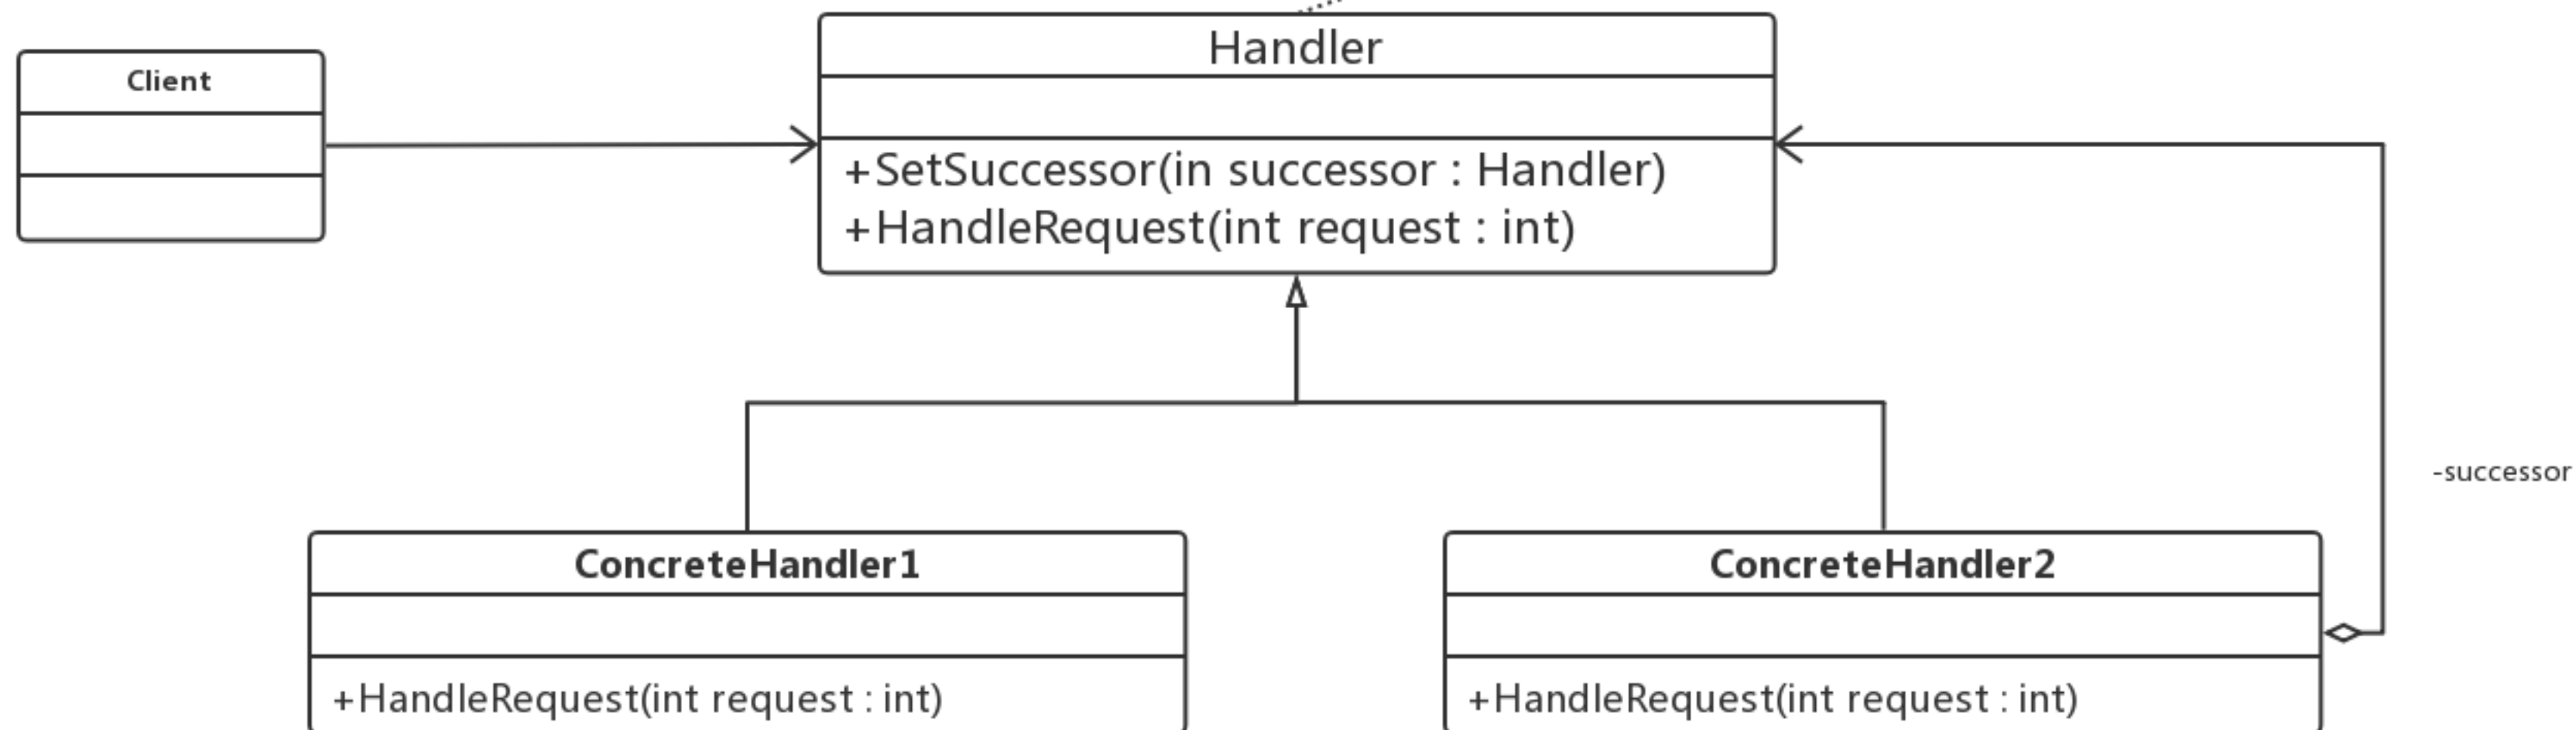 Handler
Client
+SetSuccessor(in successor : Handler)
+HandleRequest(int request : int)
-successor
ConcreteHandler1
ConcreteHandler2
+HandleRequest(int request : int)
+HandleRequest(int request : int)